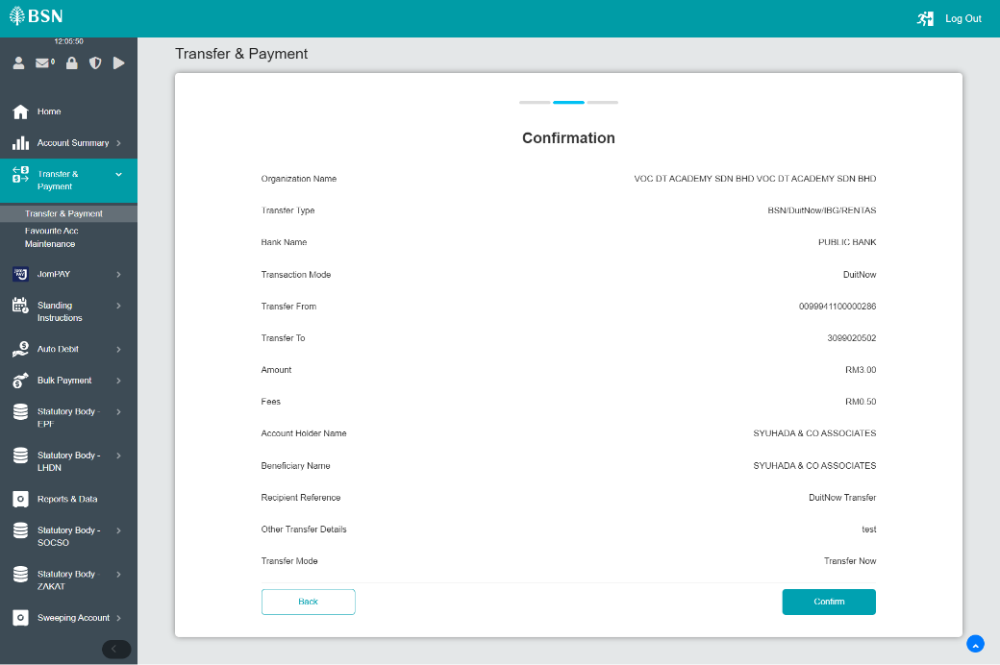 BSN
Log Out
12:05:50
0
Home
Account Summary
Transfer &
Payment
Transfer & Payment
Favourite Acc
Maintenance
JomPAY
Standing
Instructions
Auto Debit
Bulk Payment
Statutory Body -
EPF
Statutory Body -
LHDN
Reports & Data
Statutory Body -
SOCSO
Statutory Body -
ZAKAT
Sweeping Account
Transfer & Payment
Confirmation
Organization Name VOC DT ACADEMY SDN BHD VOC DT ACADEMY SDN BHD
Transfer Type BSN/DuitNow/IBG/RENTAS
Bank Name PUBLIC BANK
Transaction Mode DuitNow
Transfer From 0099941100000286
Transfer To 3099020502
Amount RM3.00
Fees RM0.50
Account Holder Name SYUHADA & CO ASSOCIATES
Beneficiary Name SYUHADA & CO ASSOCIATES
Recipient Reference DuitNow Transfer
Other Transfer Details test
Transfer Mode Transfer Now
Back Confirm